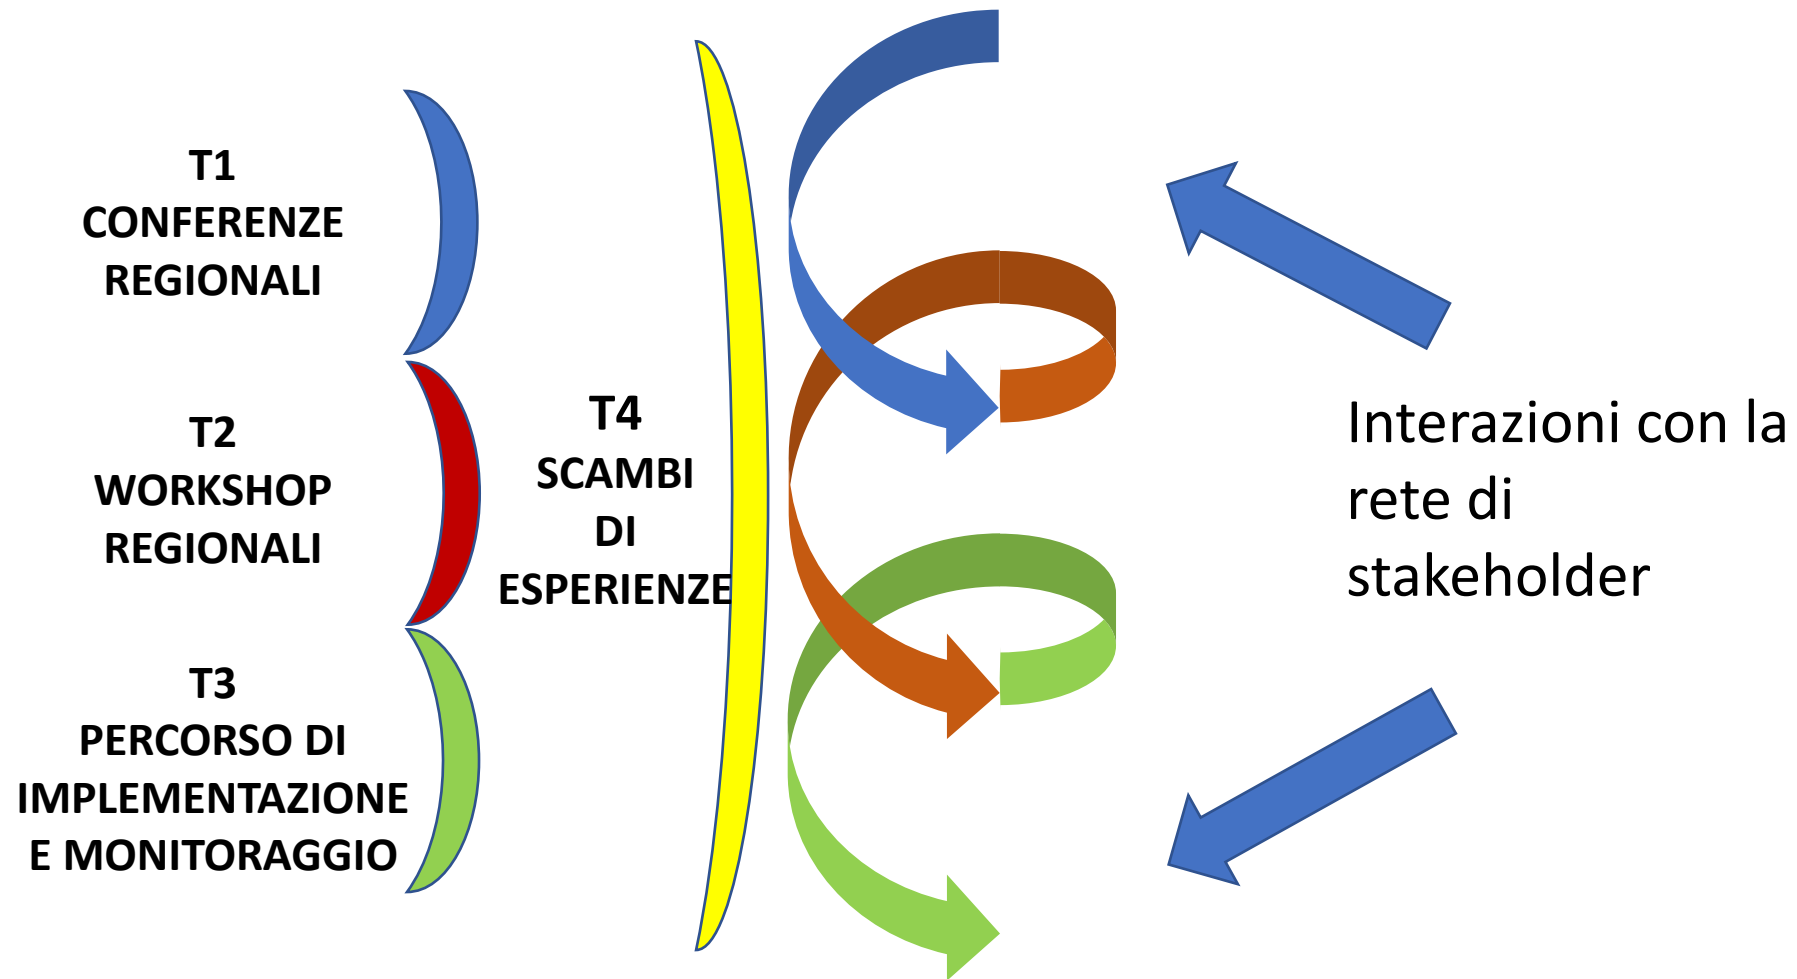 T1
CONFERENZE
REGIONALI
T2
WORKSHOP
REGIONALI
T3
PERCORSO DI
IMPLEMENTAZIONE
E MONITORAGGIO
T4
SCAMBI
DI
ESPERIENZE
Interazioni con la
rete di
stakeholder